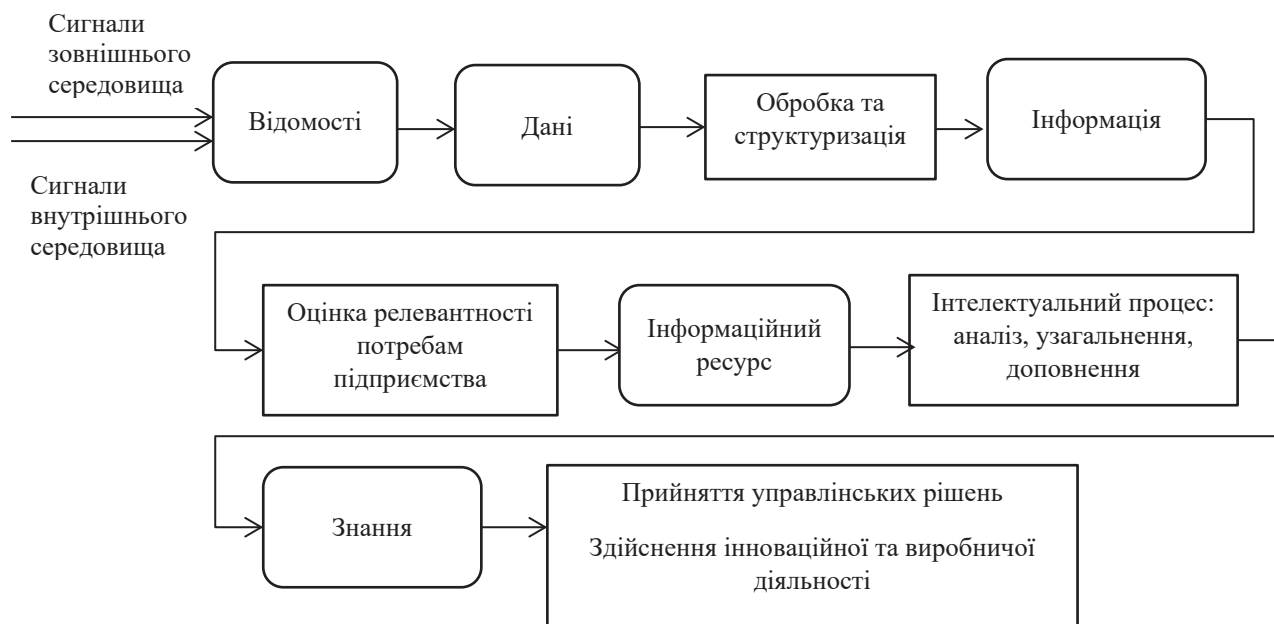 Сигнали
зовнішнього
середовища
Відомості
Дані
Обробка та
структуризація
Інформація
Сигнали
внутрішнього
середовища
Оцінка релевантності
потребам
підприємства
Інформаційний
ресурс
Інтелектуальний процес:
аналіз, узагальнення,
доповнення
Знання
Прийняття управлінських рішень
Здійснення інноваційної та виробничої
діяльності